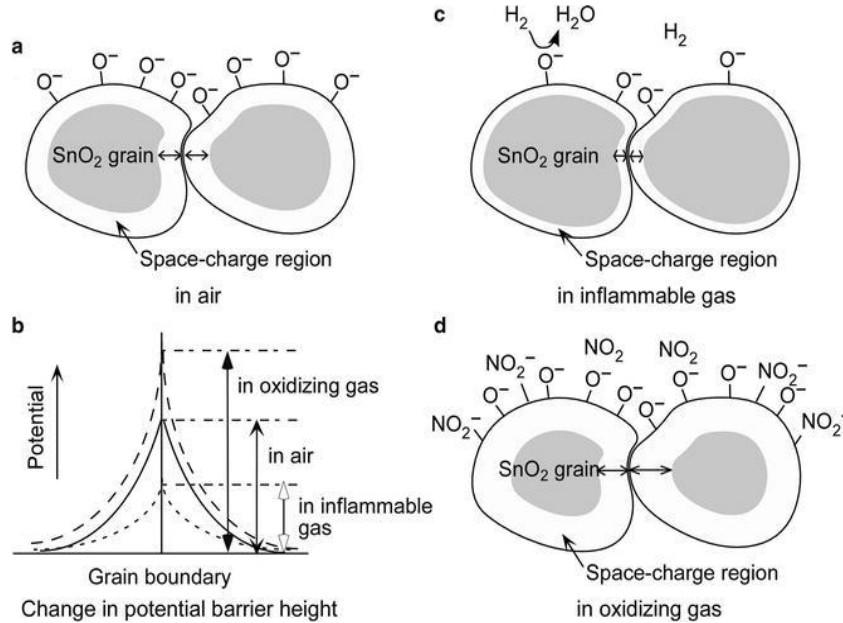 a
O⁻ O⁻ O⁻ O⁻ O⁻ O⁻ O⁻
SnO₂ grain
Space-charge region
in air
b
Potential
in oxidizing gas
in air
in inflammable
gas
Grain boundary
Change in potential barrier height
c
H₂ H₂O
H₂
O⁻ O⁻ O⁻ O⁻
SnO₂ grain
Space-charge region
in inflammable gas
d
NO₂⁻ NO₂ NO₂ NO₂⁻
O⁻ O⁻ O⁻ O⁻ O⁻ O⁻ O⁻
NO₂⁻ NO₂⁻
SnO₂ grain
Space-charge region
in oxidizing gas